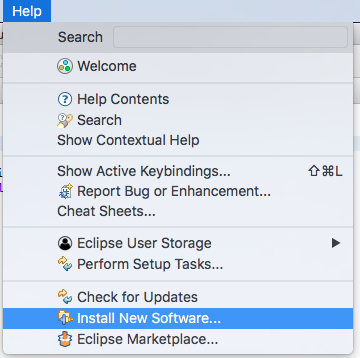 Help
Search
Welcome
Help Contents
Search
Show Contextual Help
Show Active Keybindings... ⇧⌘L
Report Bug or Enhancement...
Cheat Sheets...
Eclipse User Storage
Perform Setup Tasks...
Check for Updates
Install New Software...
Eclipse Marketplace...